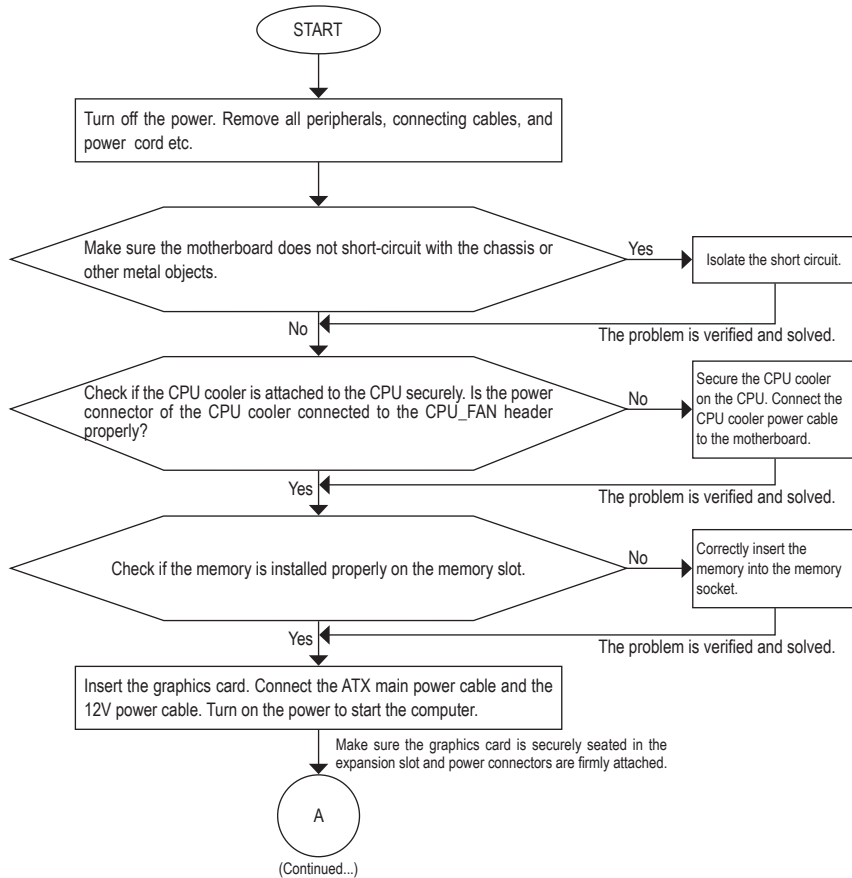 START
Turn off the power. Remove all peripherals, connecting cables, and
power cord etc.
Make sure the motherboard does not short-circuit with the chassis or
other metal objects.
Yes
Isolate the short circuit.
No
The problem is verified and solved.
Check if the CPU cooler is attached to the CPU securely. Is the power
connector of the CPU cooler connected to the CPU_FAN header
properly?
No
Secure the CPU cooler
on the CPU. Connect the
CPU cooler power cable
to the motherboard.
Yes
The problem is verified and solved.
Check if the memory is installed properly on the memory slot.
No
Correctly insert the
memory into the memory
socket.
Yes
The problem is verified and solved.
Insert the graphics card. Connect the ATX main power cable and the
12V power cable. Turn on the power to start the computer.
Make sure the graphics card is securely seated in the
expansion slot and power connectors are firmly attached.
A
(Continued...)